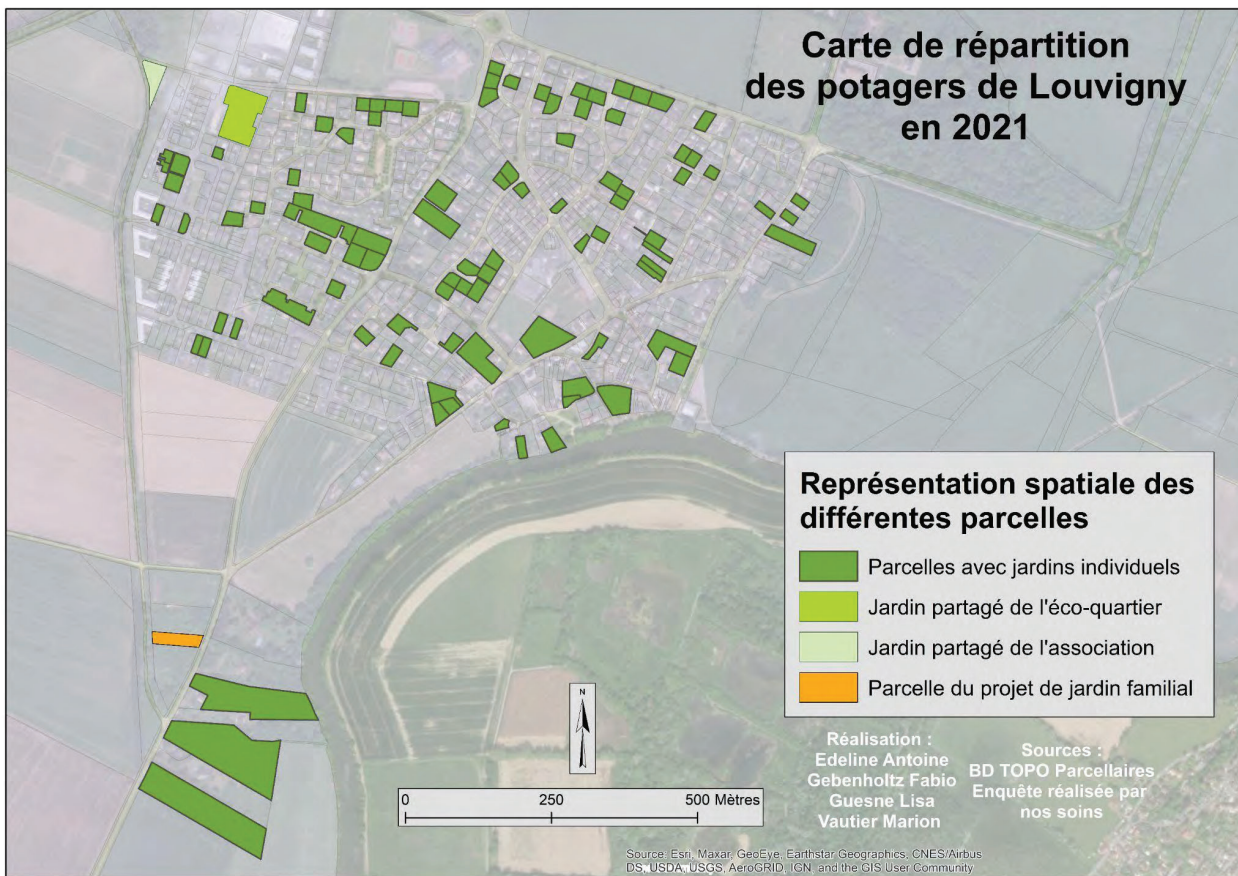 Carte de répartition
des potagers de Louvigny
en 2021
Représentation spatiale des
différentes parcelles
Parcelles avec jardins individuels
Jardin partagé de l'éco-quartier
Jardin partagé de l'association
Parcelle du projet de jardin familial
N
0 250 500 Mètres
Réalisation :
Edeline Antoine
Gebenholtz Fabio
Guesne Lisa
Vautier Marion
Sources :
BD TOPO Parcellaires
Enquête réalisée par
nos soins
Source: Esri, Maxar, GeoEye, Earthstar Geographics, CNES/Airbus
DS, USDA, USGS, AeroGRID, IGN, and the GIS User Community